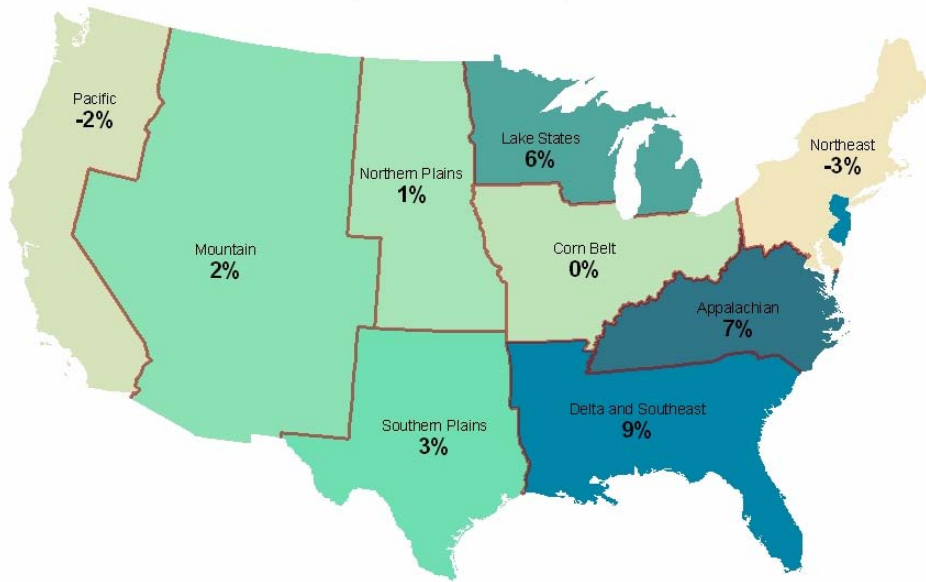 Pacific
-2%
Mountain
2%
Northern Plains
1%
Lake States
6%
Corn Belt
0%
Northeast
-3%
Appalachian
7%
Southern Plains
3%
Delta and Southeast
9%